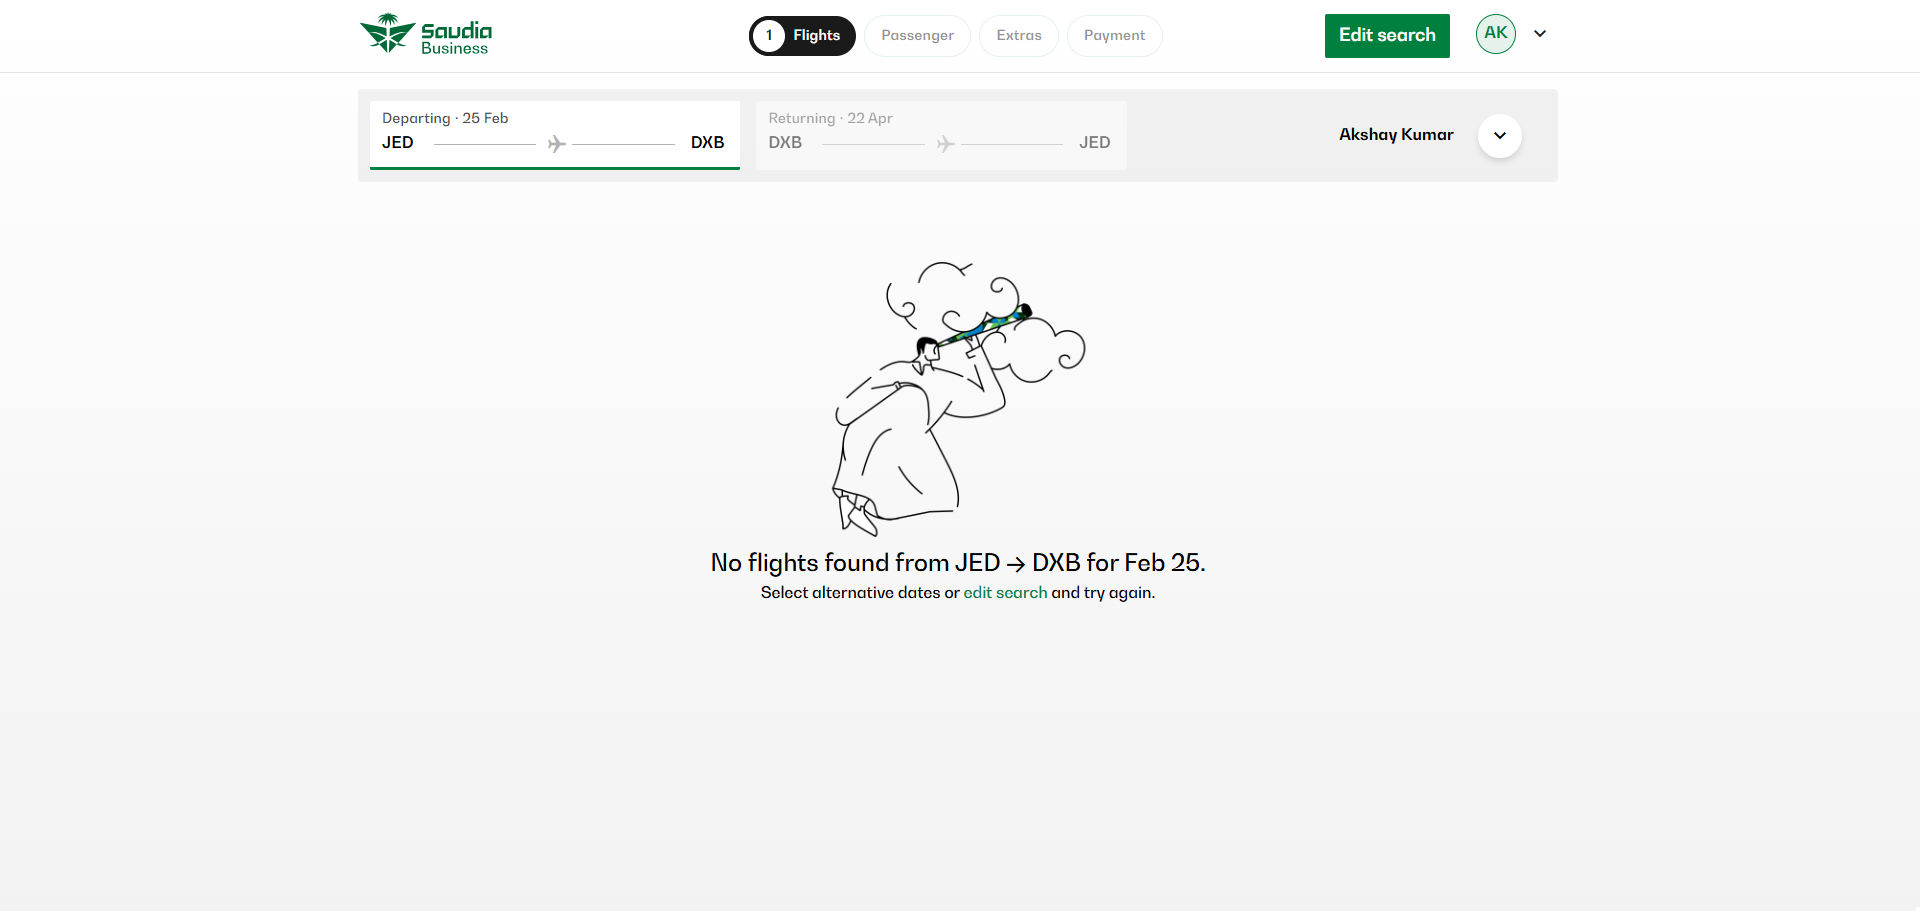 Saudia
Business
1 Flights
Passenger
Extras
Payment
Edit search
AK
Departing · 25 Feb
JED DXB
Returning · 22 Apr
DXB JED
Akshay Kumar
No flights found from JED → DXB for Feb 25.
Select alternative dates or edit search and try again.